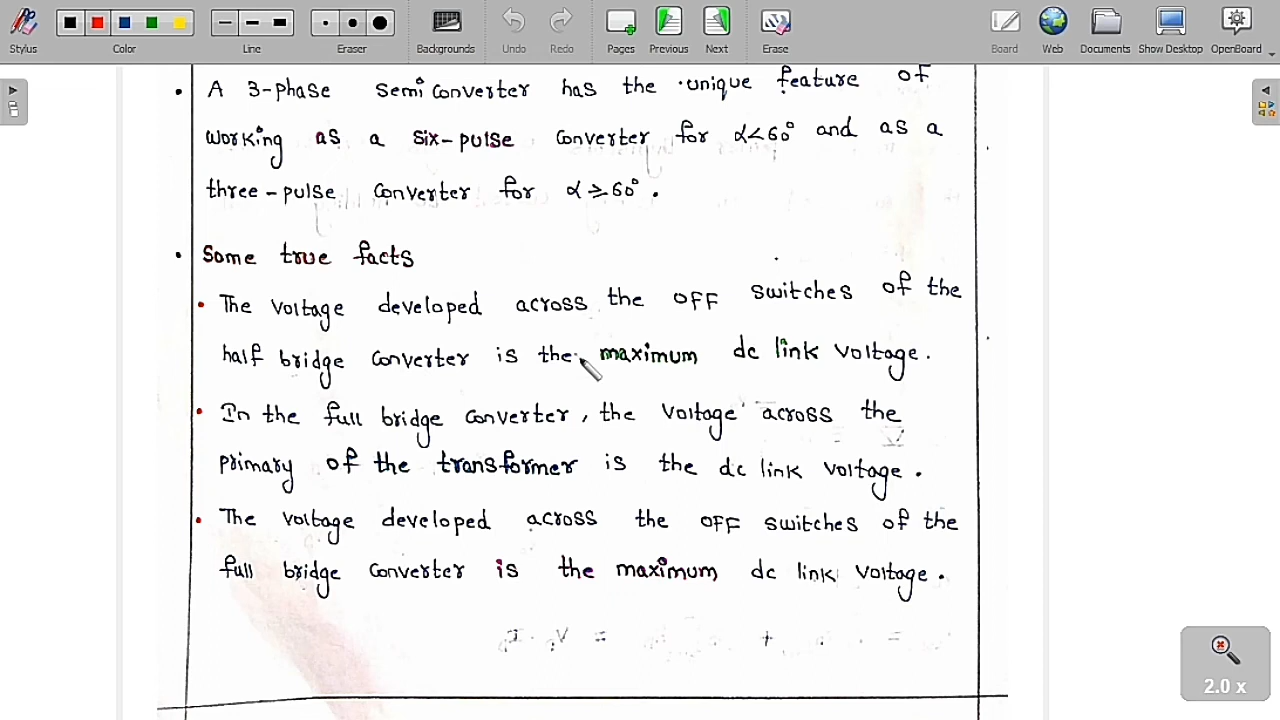 Stylus
Color
Line
Eraser
Backgrounds
Undo
Redo
Pages
Previous
Next
Erase
Board
Web
Documents
Show Desktop
OpenBoard
• A 3-phase semiconverter has the unique feature of
working as a six-pulse converter for α<60° and as a
three-pulse converter for α≥60°.
• Some true facts
• The voltage developed across the OFF switches of the
half bridge converter is the maximum dc link voltage.
• In the full bridge converter, the voltage across the
primary of the transformer is the dc link voltage.
• The voltage developed across the OFF switches of the
full bridge converter is the maximum dc link voltage.
2.0 x